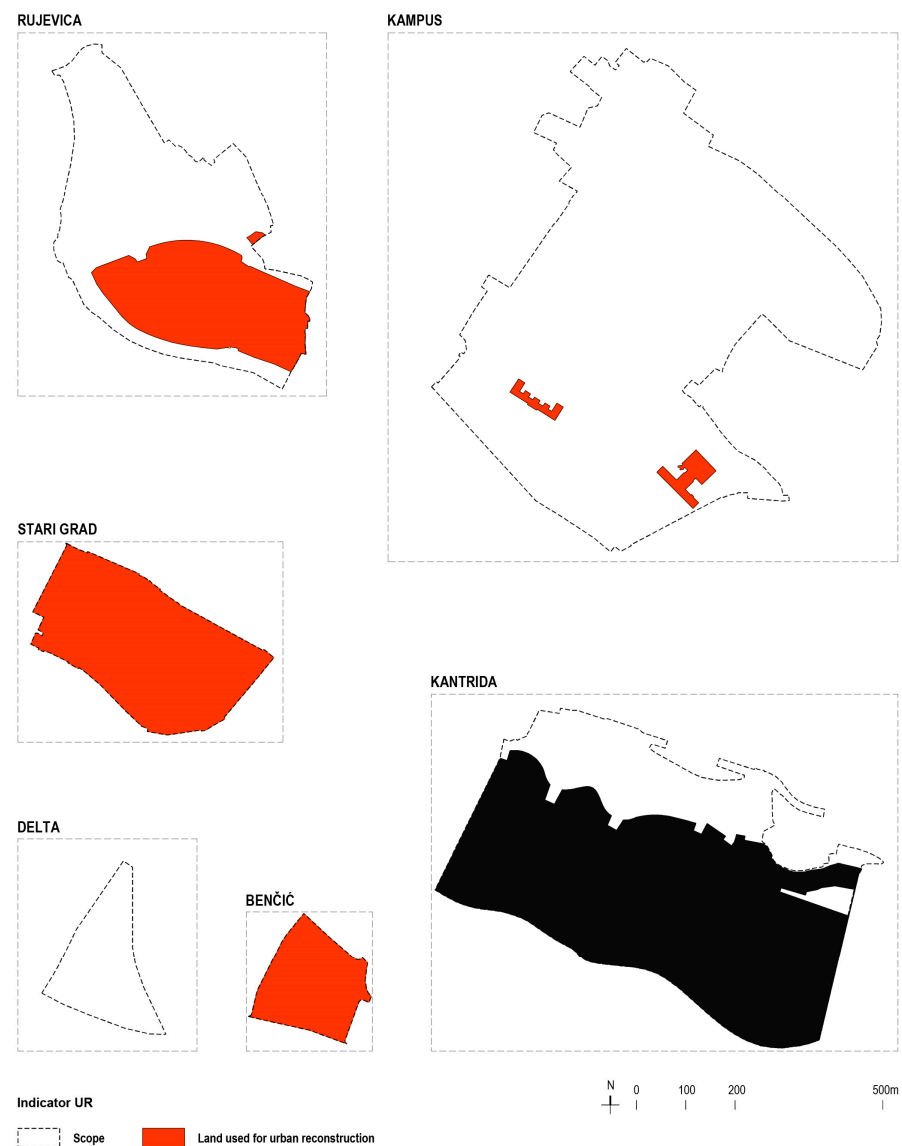 RUJEVICA
KAMPUS
STARI GRAD
KANTRIDA
DELTA
BENČIĆ
N 0 100 200 500m
Indicator UR
Scope
Land used for urban reconstruction